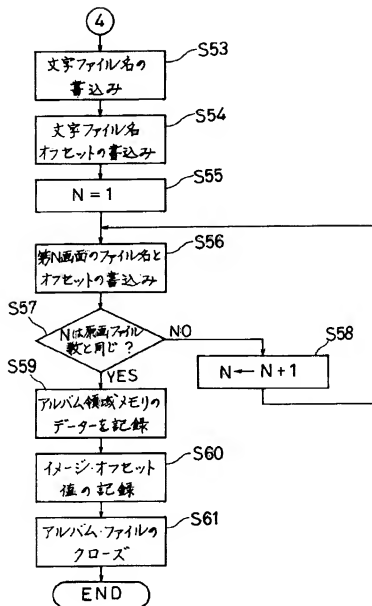 4
文字ファイル名の
書込み
S53
文字ファイル名
オフセットの書込み
S54
N=1
S55
第N画面のファイル名と
オフセットの書込み
S56
S57
Nは原画ファイル
数と同じ?
NO
S58
N←N+1
YES
S59
アルバム領域メモリの
データーを記録
イメージ・オフセット
値の記録
S60
アルバム・ファイルの
クローズ
S61
END